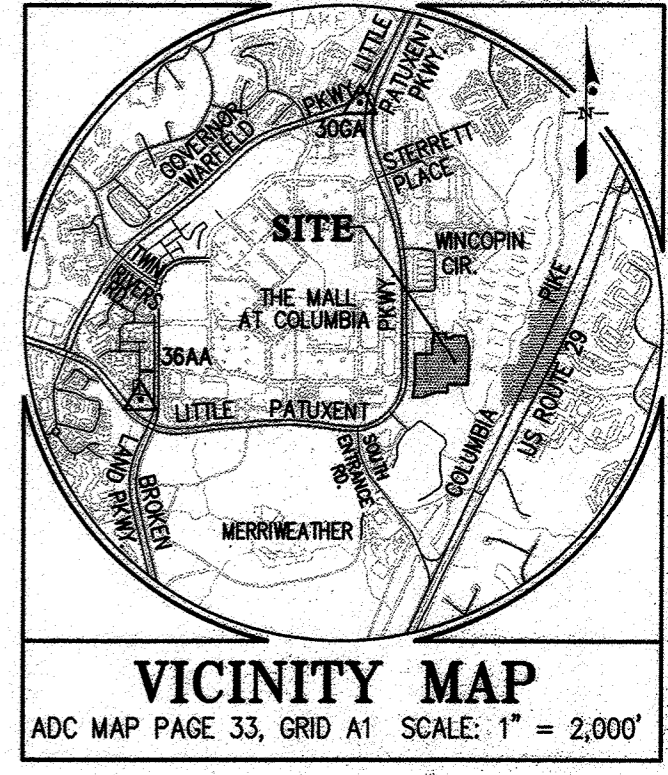 LAKE
LITTLE
PATUXENT
PKWY.
GOVERNOR
WARFIELD
PKWY
30GA
STERRETT
PLACE
SITE
WINCOPIN
CIR.
TWIN
RIVERS
RD.
THE MALL
AT COLUMBIA
PKWY.
N
PIKE
US ROUTE 29
COLUMBIA
36AA
LITTLE PATUXENT
SOUTH
ENTRANCE
RD.
BROKEN
LAND PKWY.
MERRIWEATHER
VICINITY MAP
ADC MAP PAGE 33, GRID A1 SCALE: 1" = 2,000'